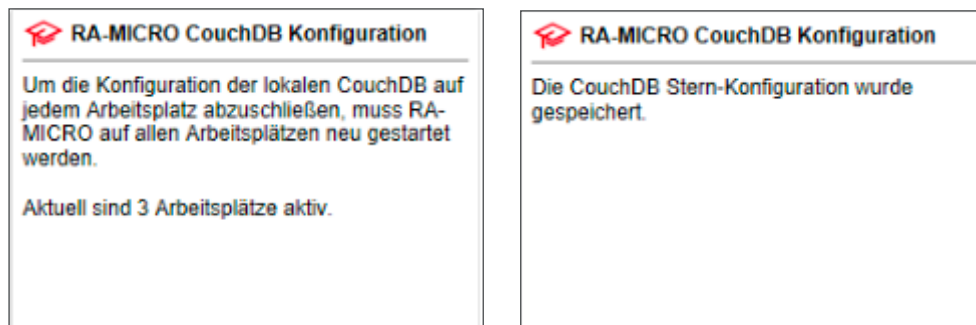 RA-MICRO CouchDB Konfiguration
Um die Konfiguration der lokalen CouchDB auf
jedem Arbeitsplatz abzuschließen, muss RA-
MICRO auf allen Arbeitsplätzen neu gestartet
werden.
Aktuell sind 3 Arbeitsplätze aktiv.
RA-MICRO CouchDB Konfiguration
Die CouchDB Stern-Konfiguration wurde
gespeichert.